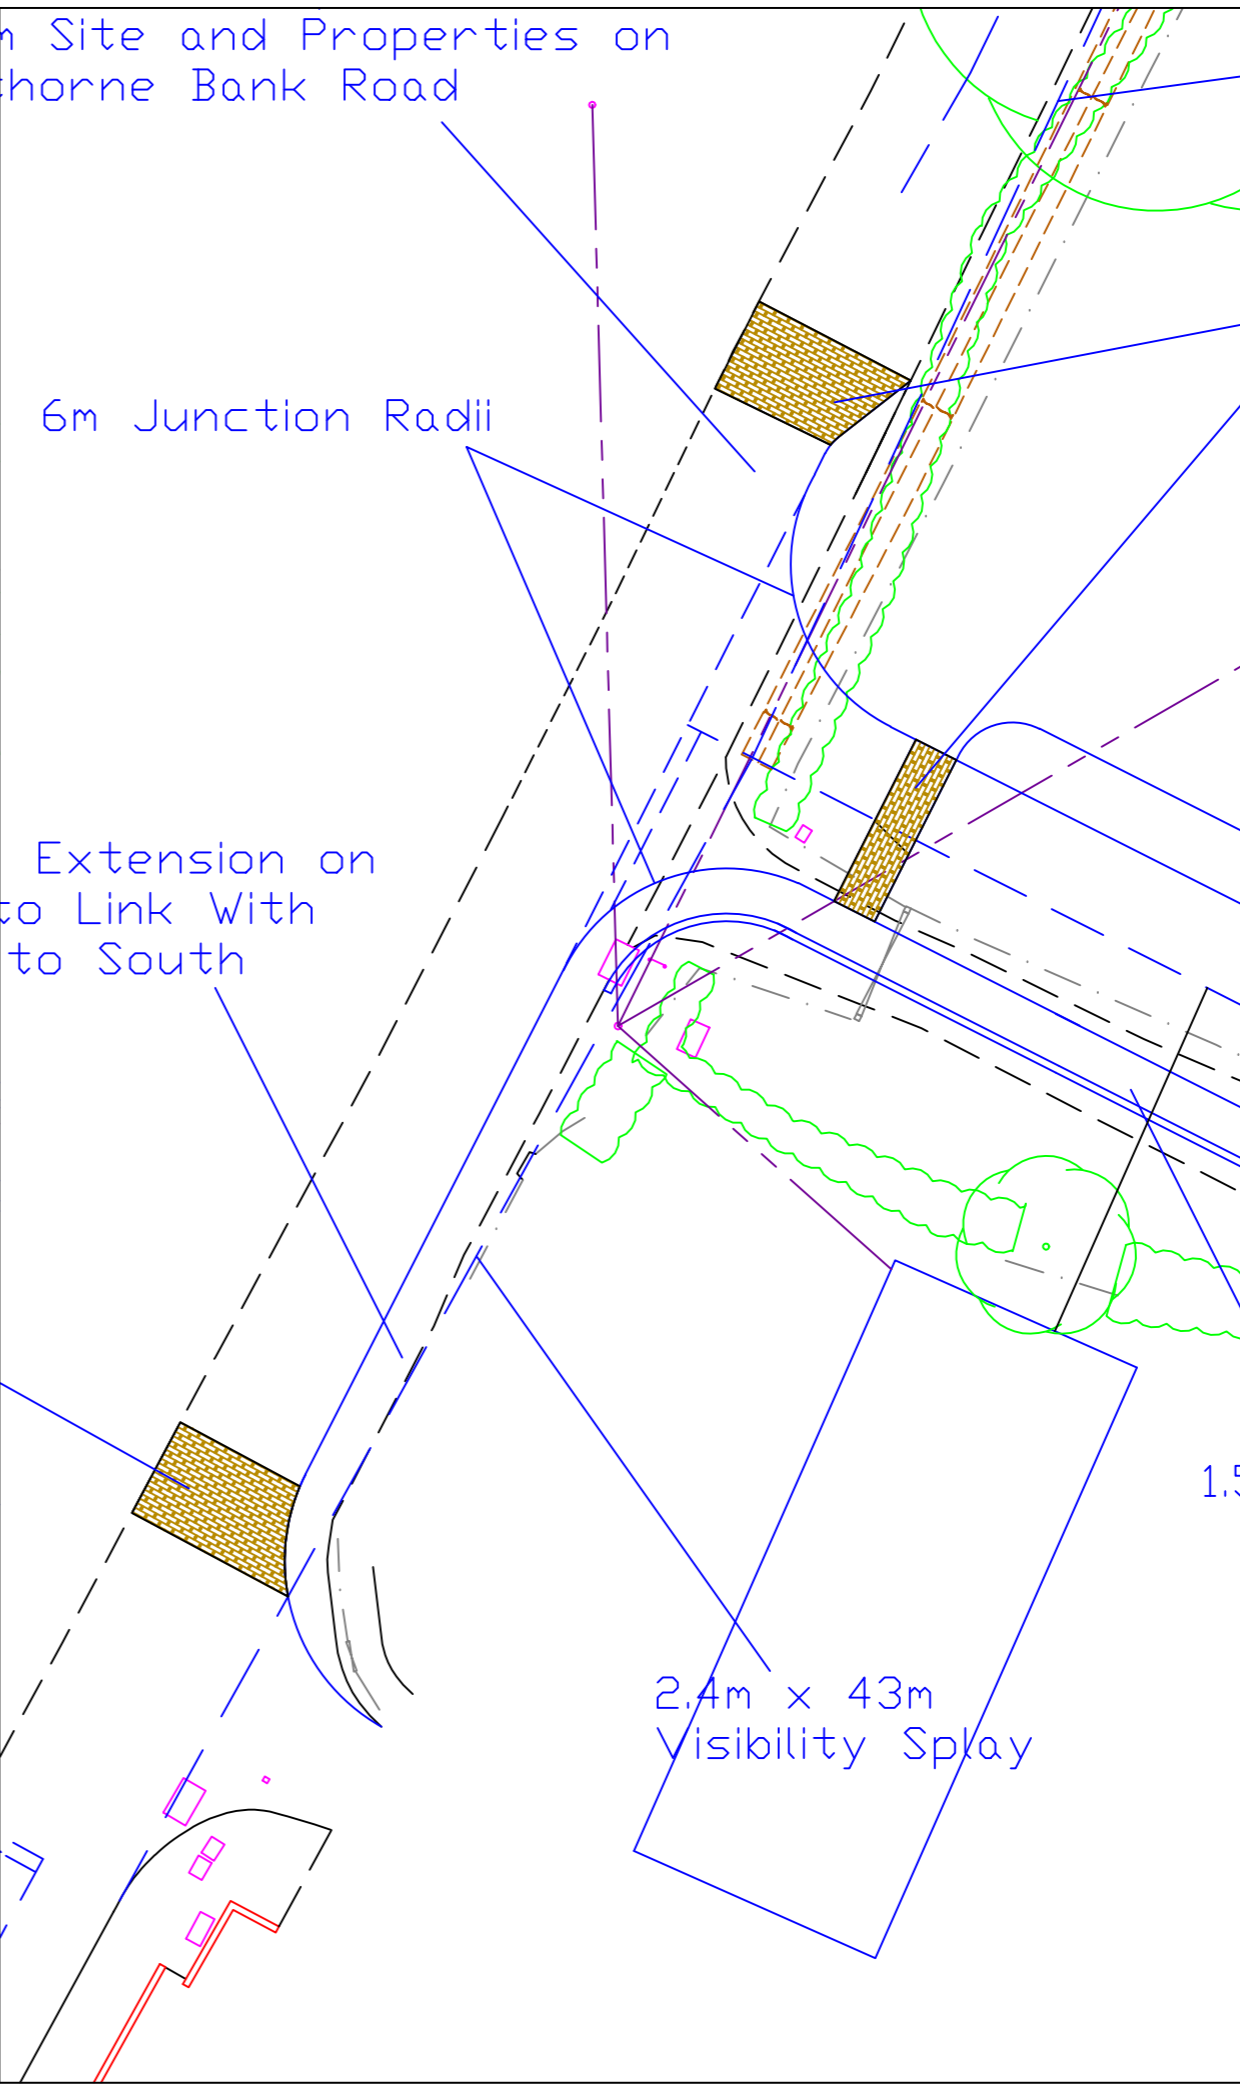 Site and Properties on
Bank Road
6m Junction Radii
Extension on
to Link With
to South
2.4m x 43m
Visibility Splay